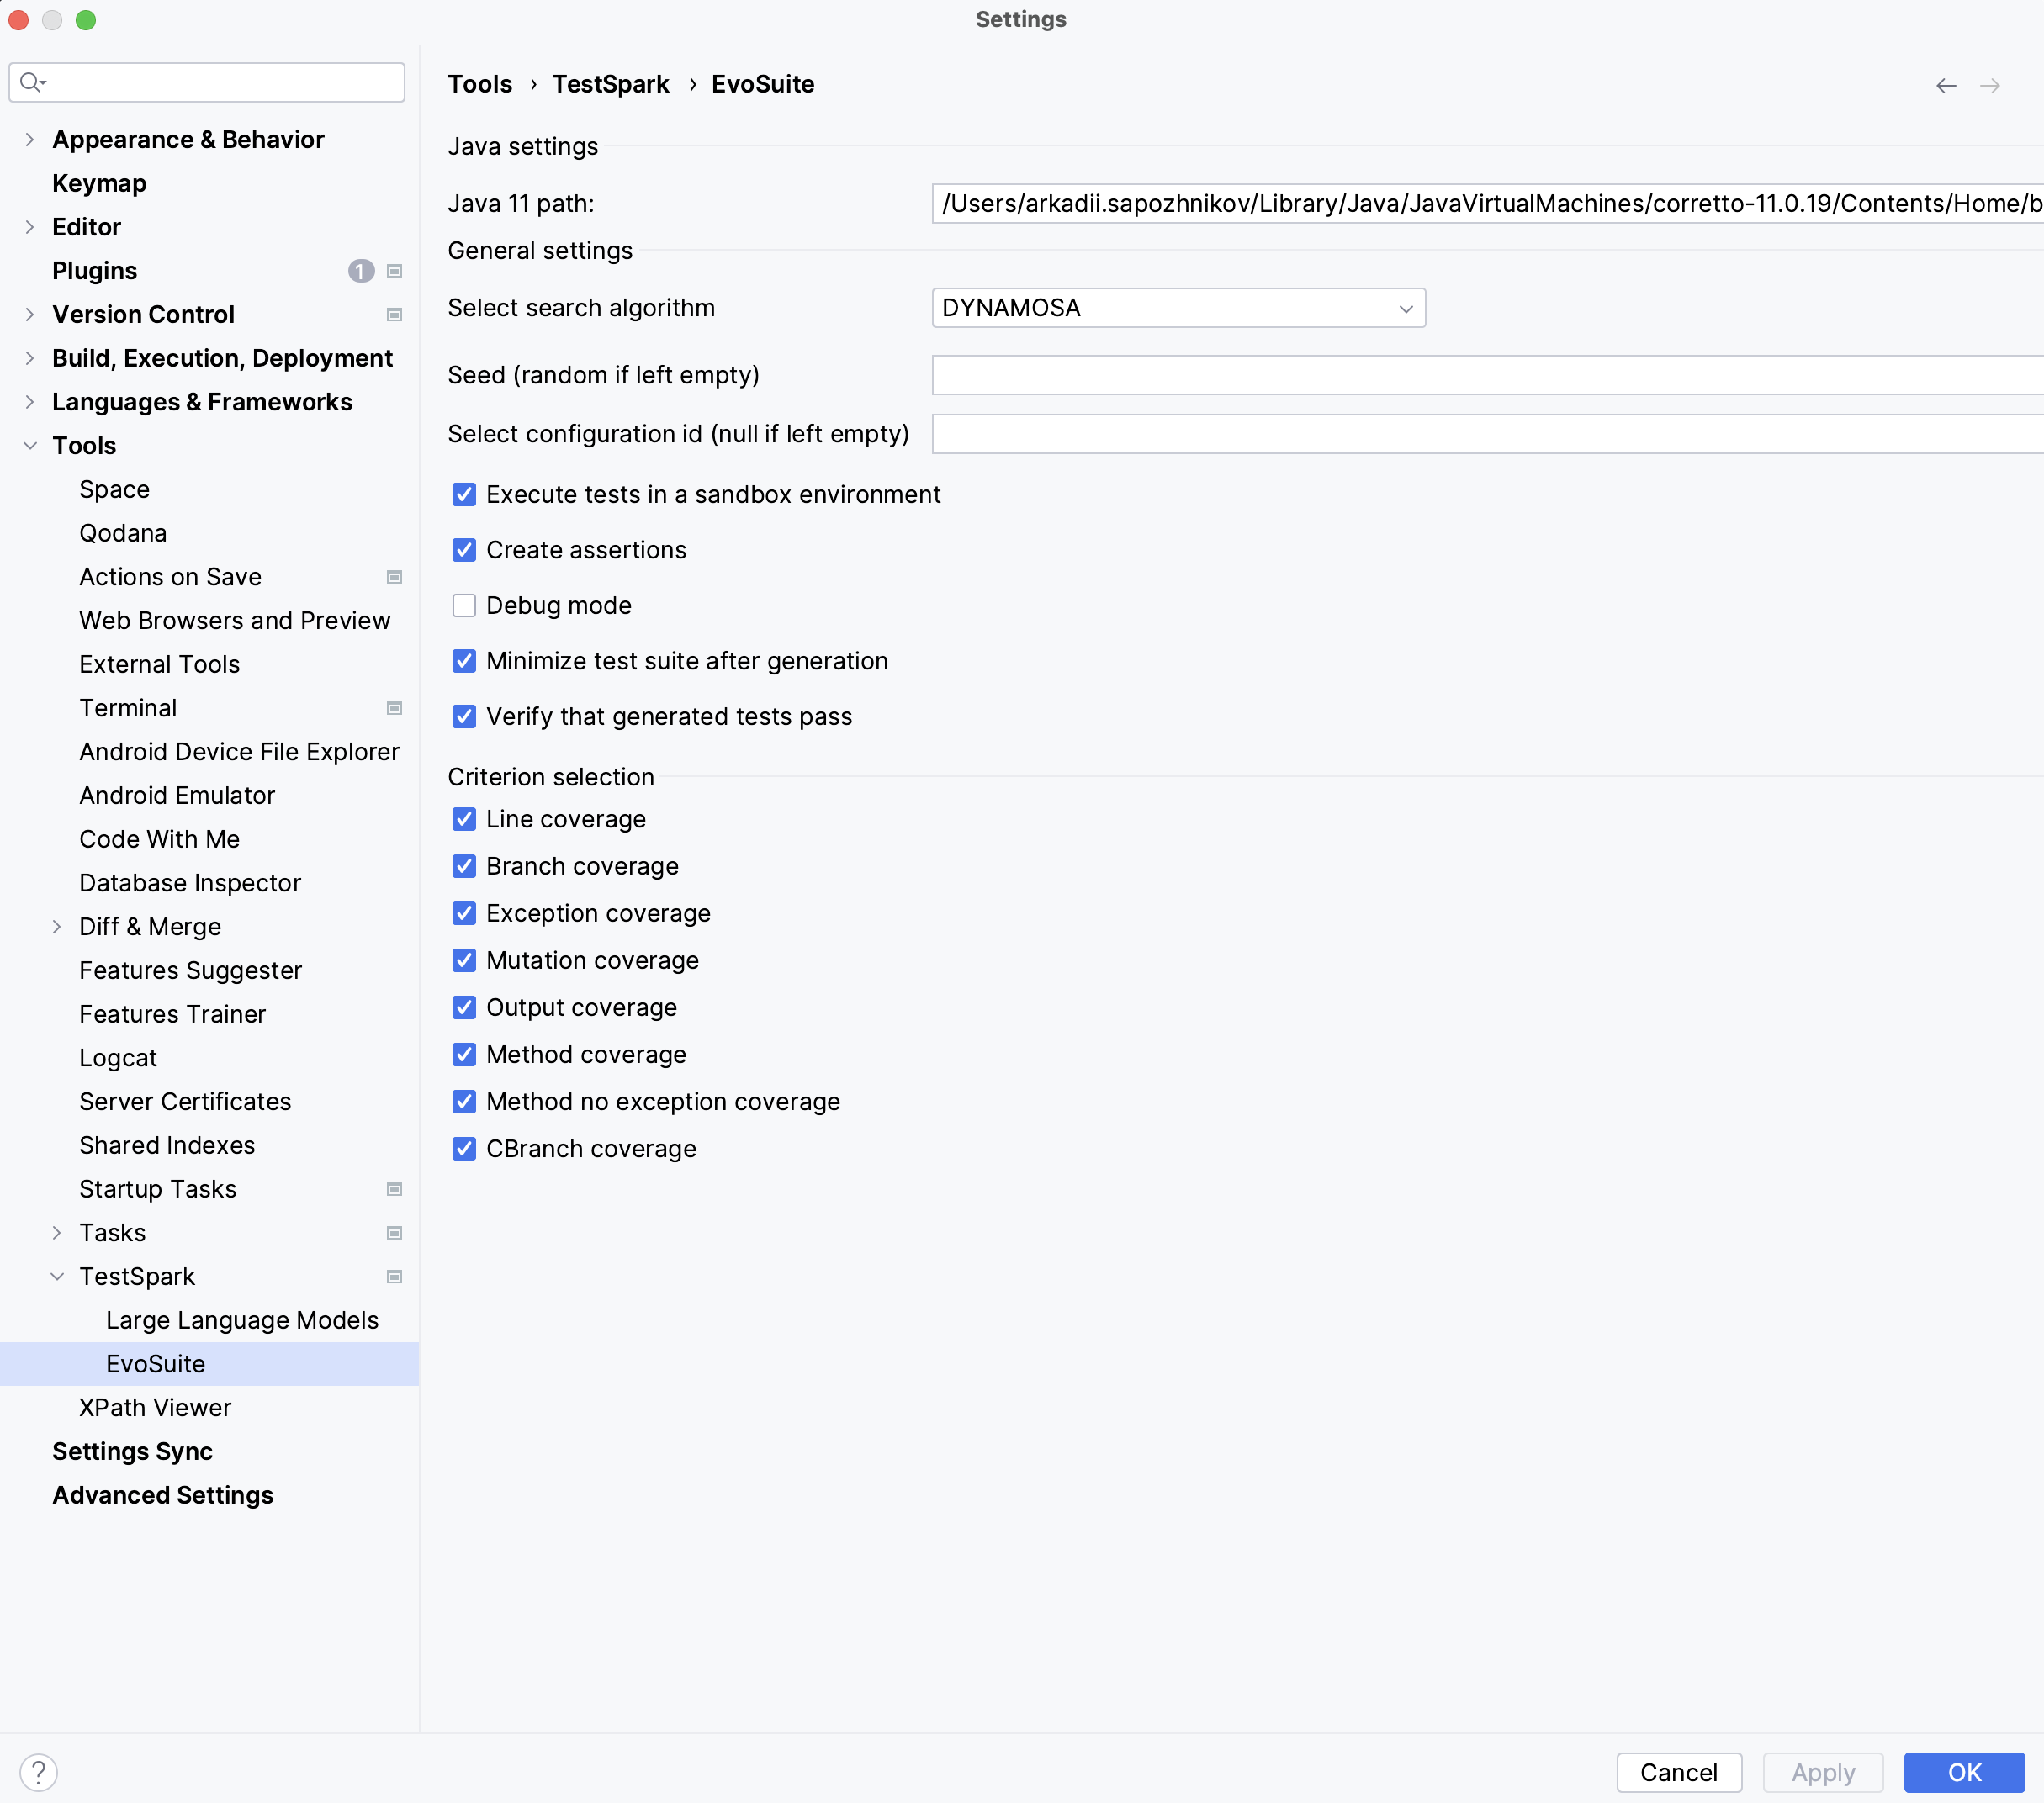 Settings
Appearance & Behavior
Keymap
Editor
Plugins 1
Version Control
Build, Execution, Deployment
Languages & Frameworks
Tools
Space
Qodana
Actions on Save
Web Browsers and Preview
External Tools
Terminal
Android Device File Explorer
Android Emulator
Code With Me
Database Inspector
Diff & Merge
Features Suggester
Features Trainer
Logcat
Server Certificates
Shared Indexes
Startup Tasks
Tasks
TestSpark
Large Language Models
EvoSuite
XPath Viewer
Settings Sync
Advanced Settings
Tools › TestSpark › EvoSuite
Java settings
Java 11 path: /Users/arkadii.sapozhnikov/Library/Java/JavaVirtualMachines/corretto-11.0.19/Contents/Home/b
General settings
Select search algorithm DYNAMOSA
Seed (random if left empty)
Select configuration id (null if left empty)
Execute tests in a sandbox environment
Create assertions
Debug mode
Minimize test suite after generation
Verify that generated tests pass
Criterion selection
Line coverage
Branch coverage
Exception coverage
Mutation coverage
Output coverage
Method coverage
Method no exception coverage
CBranch coverage
? Cancel Apply OK